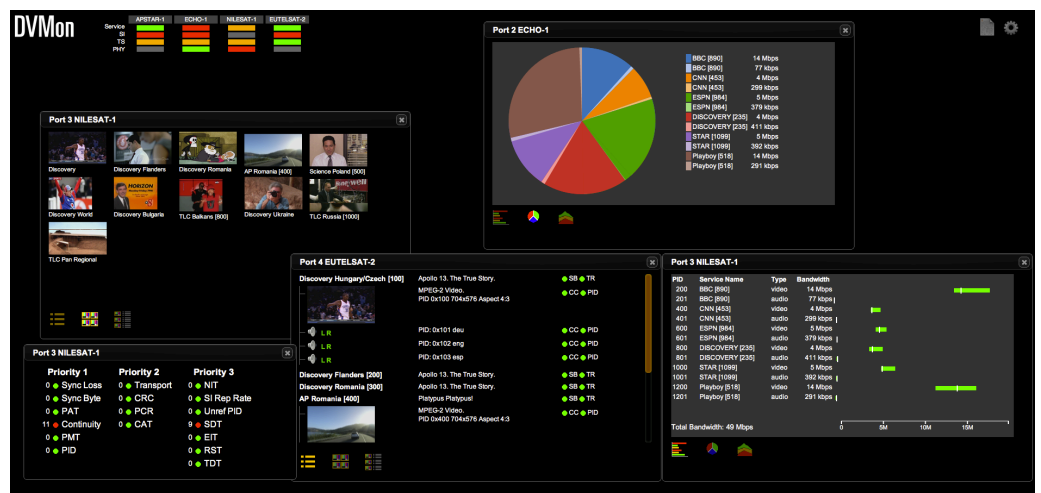 DVMon
APSTAR-1 ECHO-1 NILESAT-1 EUTELSAT-2
Service
SI
TS
PHY
Port 2 ECHO-1
BBC [890] 14 Mbps
BBC [890] 77 kbps
CNN [453] 4 Mbps
CNN [453] 299 kbps
ESPN [984] 5 Mbps
ESPN [984] 379 kbps
DISCOVERY [235] 4 Mbps
DISCOVERY [235] 411 kbps
STAR [1099] 5 Mbps
STAR [1099] 392 kbps
Playboy [518] 14 Mbps
Playboy [518] 291 kbps
Port 3 NILESAT-1
Discovery Discovery Flanders Discovery Romania AP Romania [400] Science Poland [500]
HORIZON
Discovery World Discovery Bulgaria TLC Balkans [800] Discovery Ukraine TLC Russia [1000]
TLC Pan Regional
Port 4 EUTELSAT-2
Discovery Hungary/Czech [100] Apollo 13. The True Story. SB TR
MPEG-2 Video. CC PID
PID 0x100 704x576 Aspect 4:3
L R PID: 0x101 deu CC PID
L R PID: 0x102 eng CC PID
L R PID: 0x103 esp CC PID
Discovery Flanders [200] Apollo 13. The True Story. SB TR
Discovery Romania [300] Apollo 13. The True Story. SB TR
AP Romania [400] Platypus Platypus! SB TR
MPEG-2 Video. CC PID
PID 0x400 704x576 Aspect 4:3
Port 3 NILESAT-1
PID Service Name Type Bandwidth
200 BBC [890] video 14 Mbps
201 BBC [890] audio 77 kbps
400 CNN [453] video 4 Mbps
401 CNN [453] audio 299 kbps
600 ESPN [984] video 5 Mbps
601 ESPN [984] audio 379 kbps
800 DISCOVERY [235] video 4 Mbps
801 DISCOVERY [235] audio 411 kbps
1000 STAR [1099] video 5 Mbps
1001 STAR [1099] audio 392 kbps
1200 Playboy [518] video 14 Mbps
1201 Playboy [518] audio 291 kbps
Total Bandwidth: 49 Mbps
0 5M 10M 15M
Port 3 NILESAT-1
Priority 1 Priority 2 Priority 3
0 Sync Loss 0 Transport 0 NIT
0 Sync Byte 0 CRC 0 SI Rep Rate
0 PAT 0 PCR 0 Unref PID
11 Continuity 0 CAT 9 SDT
0 PMT 0 EIT
0 PID 0 RST
0 TDT